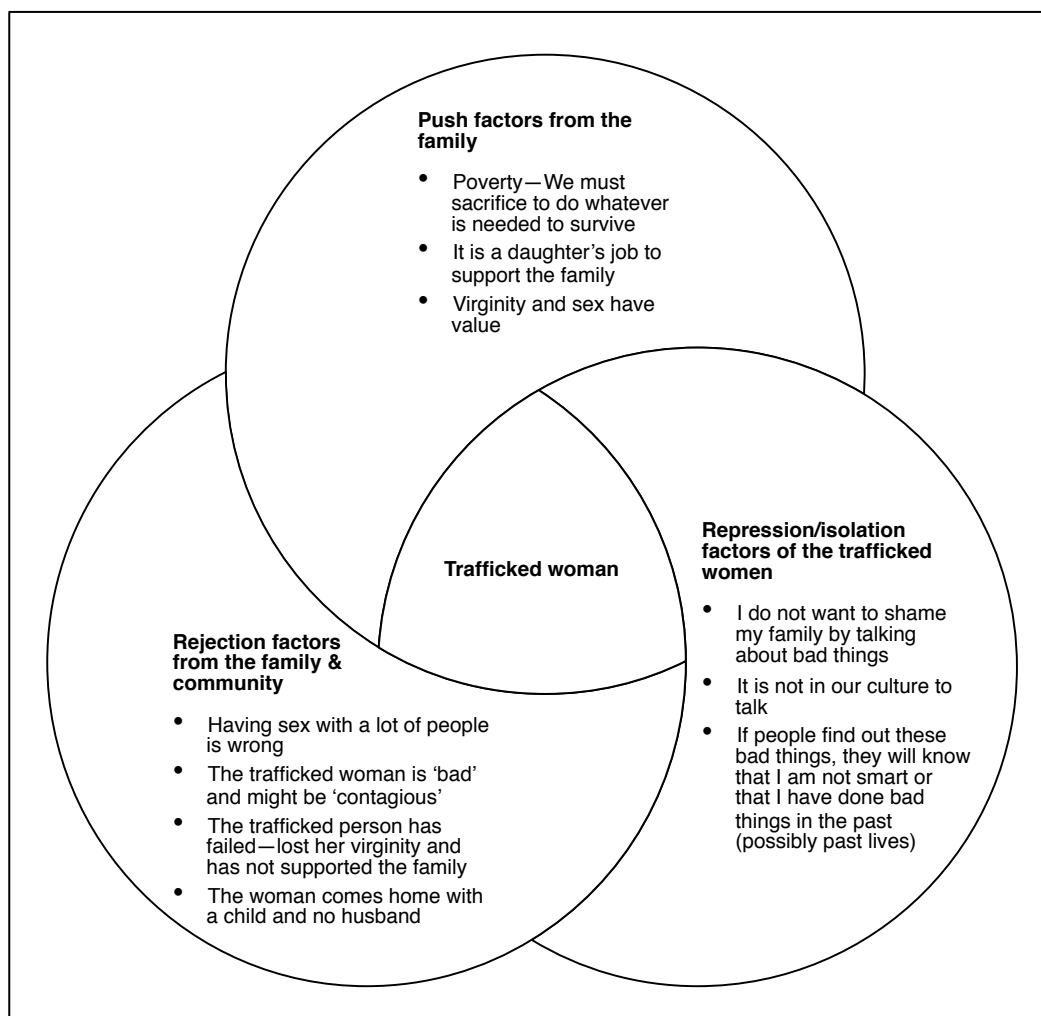 Push factors from the
family
• Poverty—We must
sacrifice to do whatever
is needed to survive
• It is a daughter’s job to
support the family
• Virginity and sex have
value
Trafficked woman
Repression/isolation
factors of the trafficked
women
• I do not want to shame
my family by talking
about bad things
• It is not in our culture to
talk
• If people find out these
bad things, they will know
that I am not smart or
that I have done bad
things in the past
(possibly past lives)
Rejection factors
from the family &
community
• Having sex with a lot of people
is wrong
• The trafficked woman is ‘bad’
and might be ‘contagious’
• The trafficked person has
failed—lost her virginity and
has not supported the family
• The woman comes home with
a child and no husband